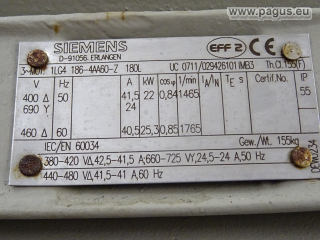 © www.pagus.eu
SIEMENS
D-91056 ERLANGEN
EFF2 CE
3-Mot. 1LG4 186-4AA60-Z 180L UC 0711/029426101 IMB3 Th.Cl.155(F)
V Hz A kW cosφ 1/min IA/IN TE s Certif.No. IP
400 Δ 50 41,5 22 0,84 1465 55
690 Y 24
460 Δ 60 40,5 25,3 0,85 1765
IEC/EN 60034 Gew./Wt. 155kg
380-420 VΔ,42,5-41,5 A;660-725 VY,24,5-24 A,50 Hz
440-480 VΔ,41,5-41 A,60 Hz